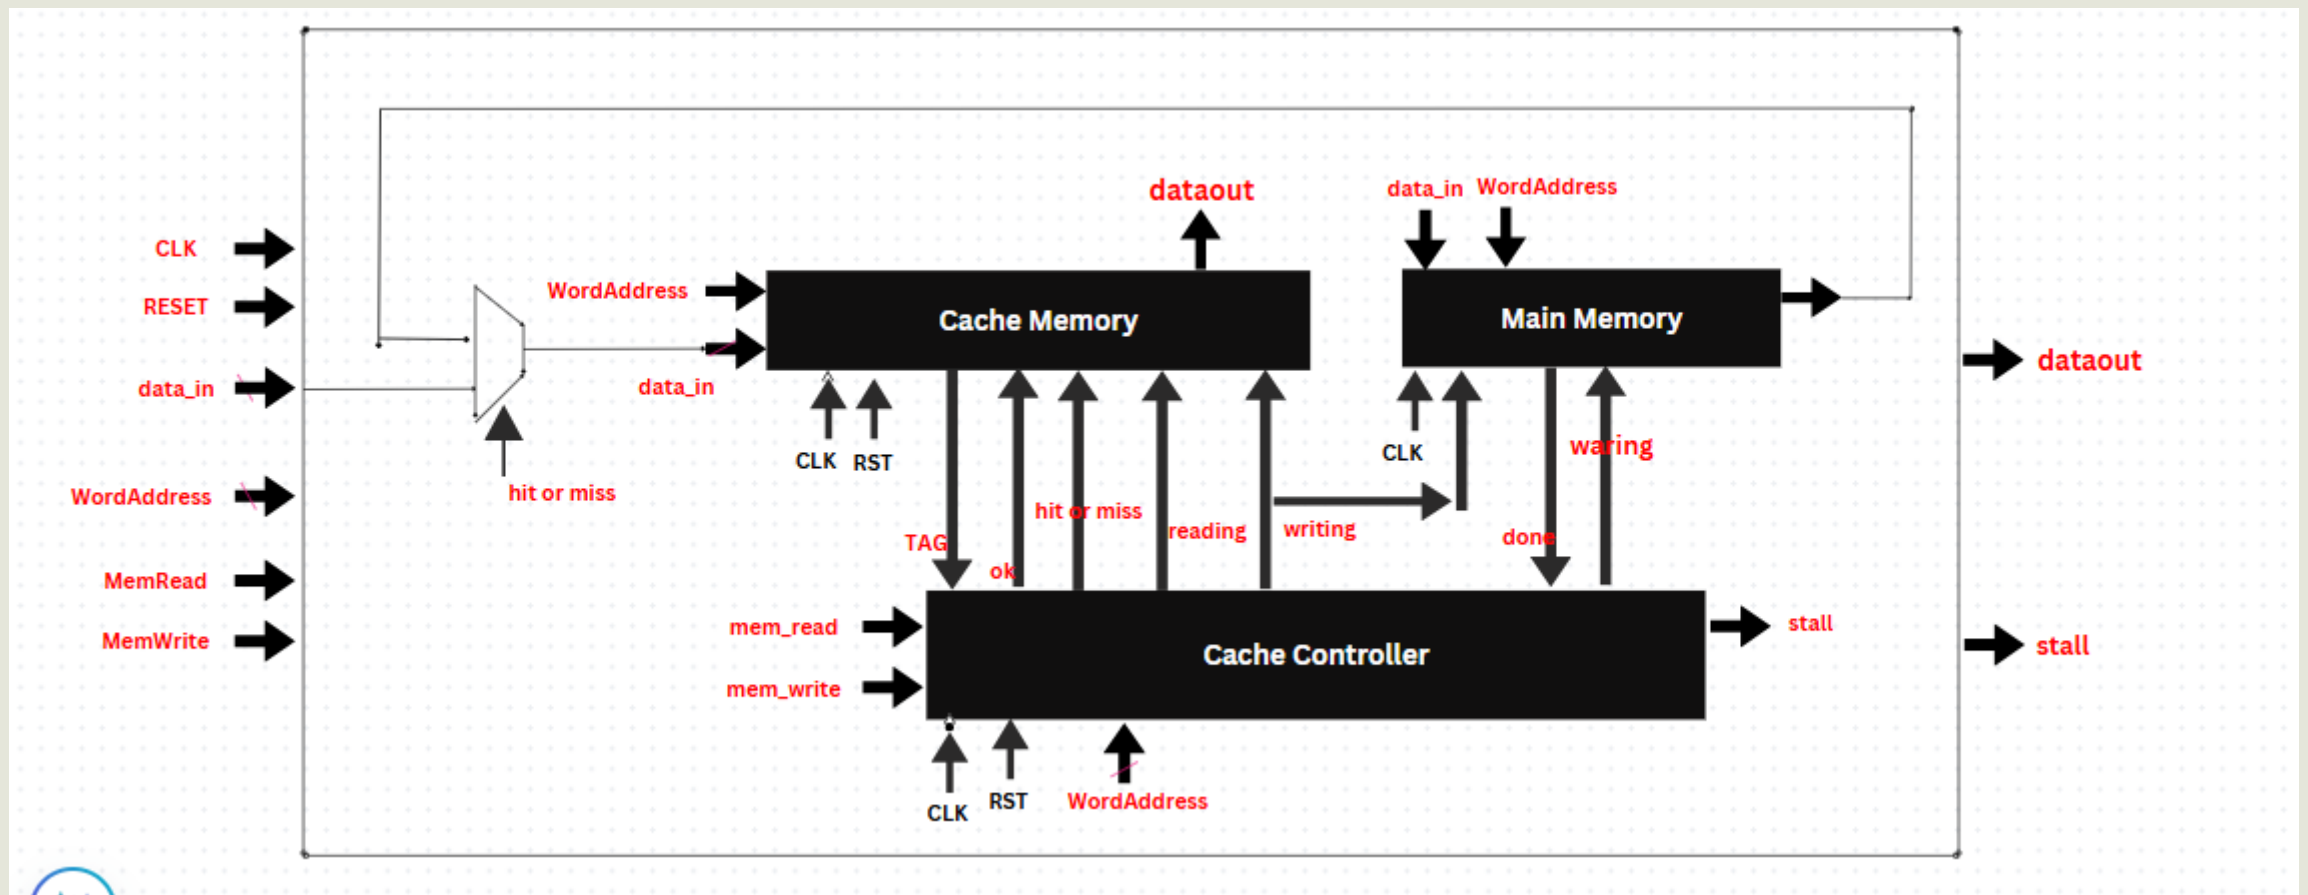 dataout
data_in
WordAddress
CLK
RESET
data_in
WordAddress
MemRead
MemWrite
WordAddress
data_in
hit or miss
Cache Memory
Main Memory
CLK
RST
CLK
waring
TAG
ok
hit or miss
reading
writing
done
mem_read
mem_write
Cache Controller
stall
CLK
RST
WordAddress
dataout
stall